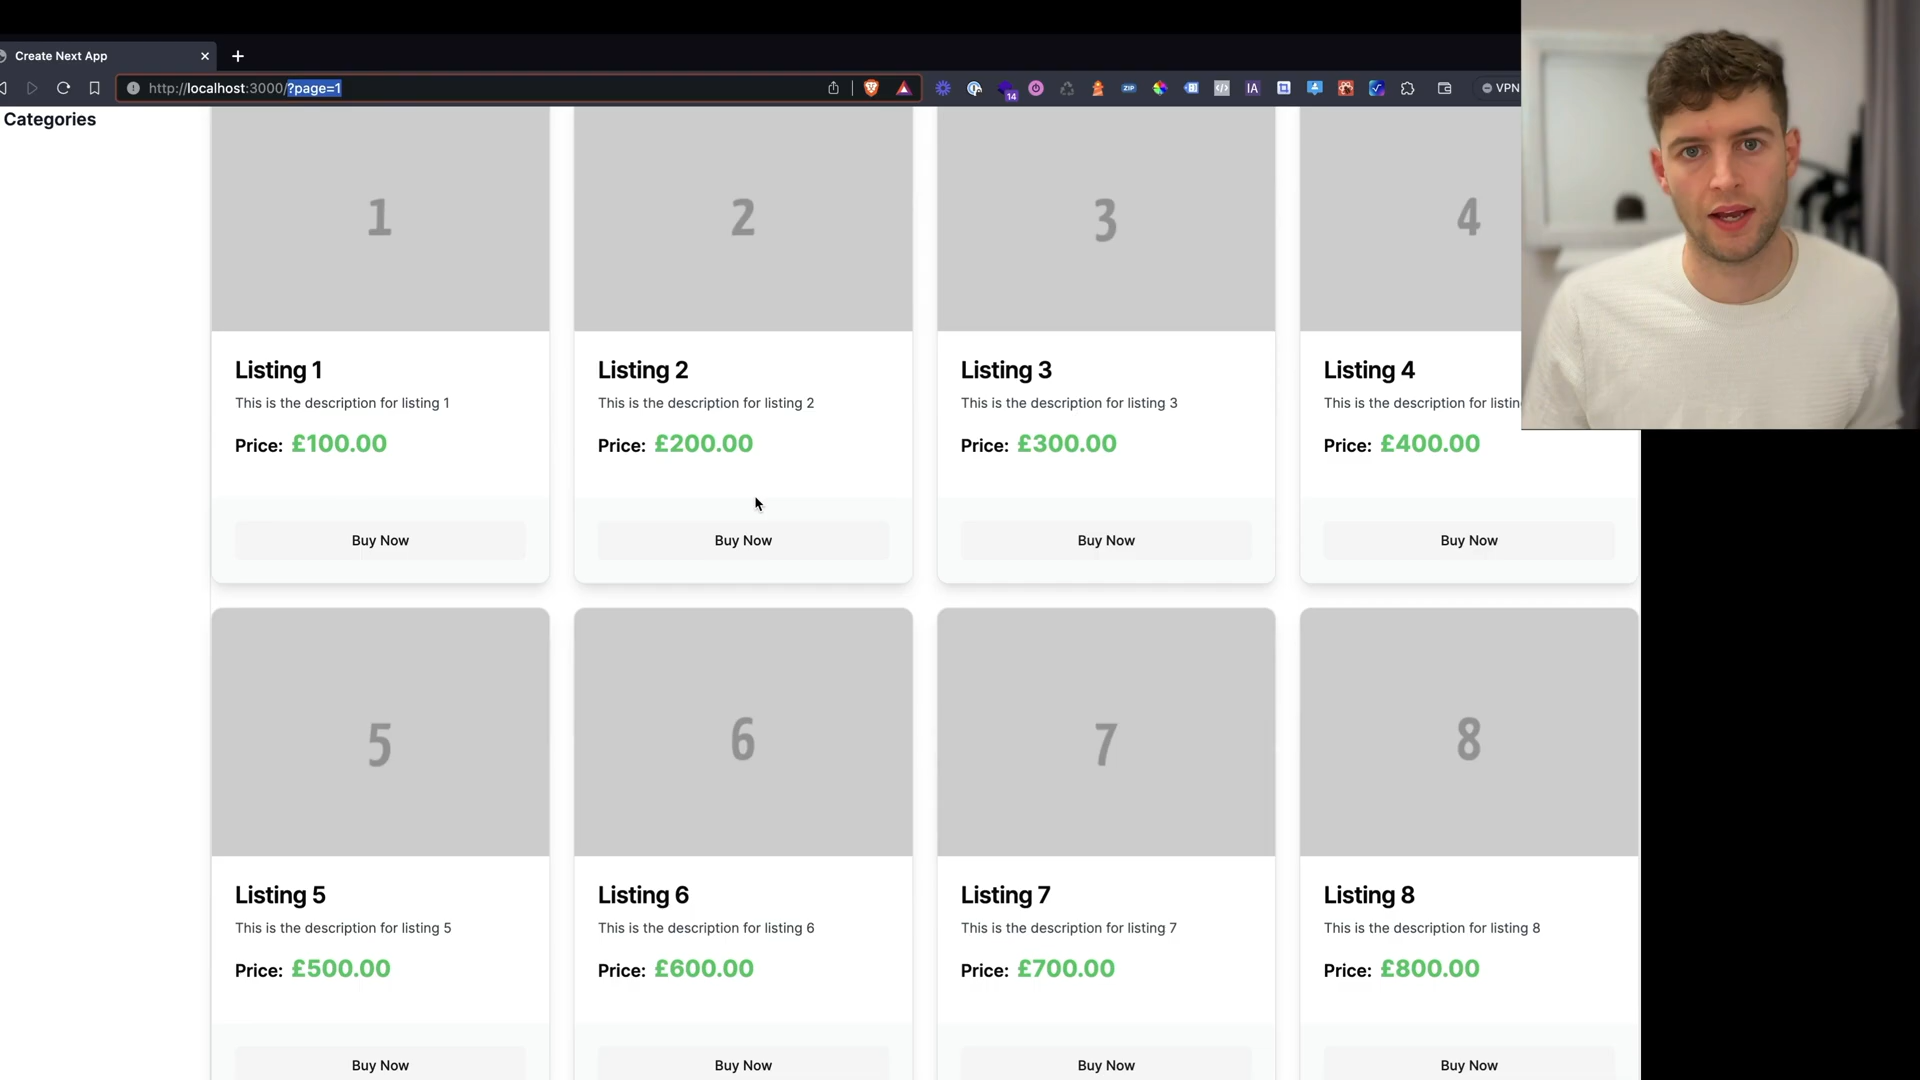 Create Next App
http://localhost:3000/?page=1
14
ZIP
IA
VPN
Categories
1
2
3
4
Listing 1
Listing 2
Listing 3
Listing 4
This is the description for listing 1
This is the description for listing 2
This is the description for listing 3
This is the description for listin
Price: £100.00
Price: £200.00
Price: £300.00
Price: £400.00
Buy Now
Buy Now
Buy Now
Buy Now
5
6
7
8
Listing 5
Listing 6
Listing 7
Listing 8
This is the description for listing 5
This is the description for listing 6
This is the description for listing 7
This is the description for listing 8
Price: £500.00
Price: £600.00
Price: £700.00
Price: £800.00
Buy Now
Buy Now
Buy Now
Buy Now